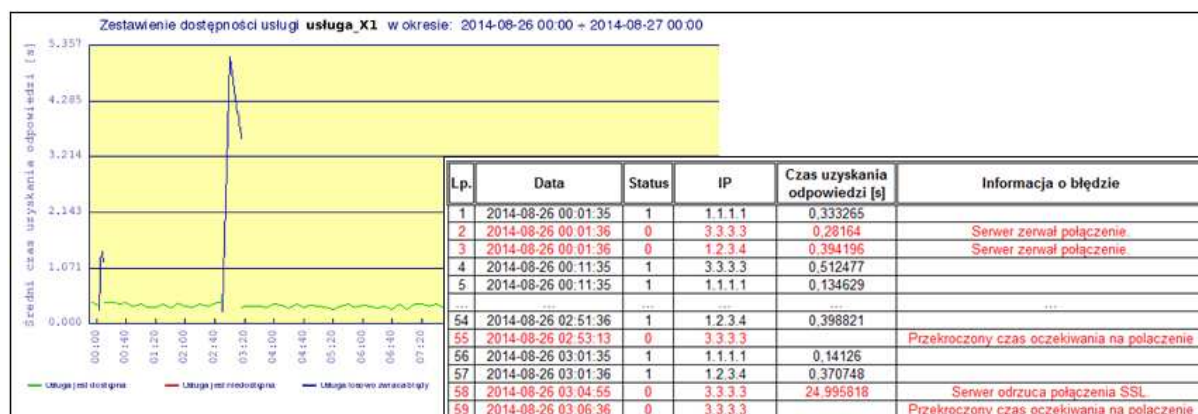 Zestawienie dostępności usługi usługa_X1 w okresie: 2014-08-26 00:00 ÷ 2014-08-27 00:00
średni czas uzyskania odpowiedzi [s]
5.357
4.285
3.214
2.143
1.071
0.000
00:00 00:40 01:20 02:00 02:40 03:20 04:04 04:40 05:20 06:00 06:40 07:20
Usługa jest dostępna Usługa jest niedostępna Usługa losowo zwraca błędy
Lp. Data Status IP Czas uzyskania odpowiedzi [s] Informacja o błędzie
1 2014-08-26 00:01:35 1 1.1.1.1 0,333265
2 2014-08-26 00:01:36 0 3.3.3.3 0,28164 Serwer zerwał połączenie.
3 2014-08-26 00:01:36 0 1.2.3.4 0,394196 Serwer zerwał połączenie.
4 2014-08-26 00:11:35 1 3.3.3.3 0,512477
5 2014-08-26 00:11:35 1 1.1.1.1 0,134629
... ... ... ... ... ...
54 2014-08-26 02:51:36 1 1.2.3.4 0,398821
55 2014-08-26 02:53:13 0 3.3.3.3 Przekroczony czas oczekiwania na polaczenie
56 2014-08-26 03:01:35 1 1.1.1.1 0,14126
57 2014-08-26 03:01:36 1 1.2.3.4 0,370748
58 2014-08-26 03:04:55 0 3.3.3.3 24,995818 Serwer odrzuca połączenia SSL.
59 2014-08-26 03:06:36 0 3.3.3.3 Przekroczony czas oczekiwania na polaczenie